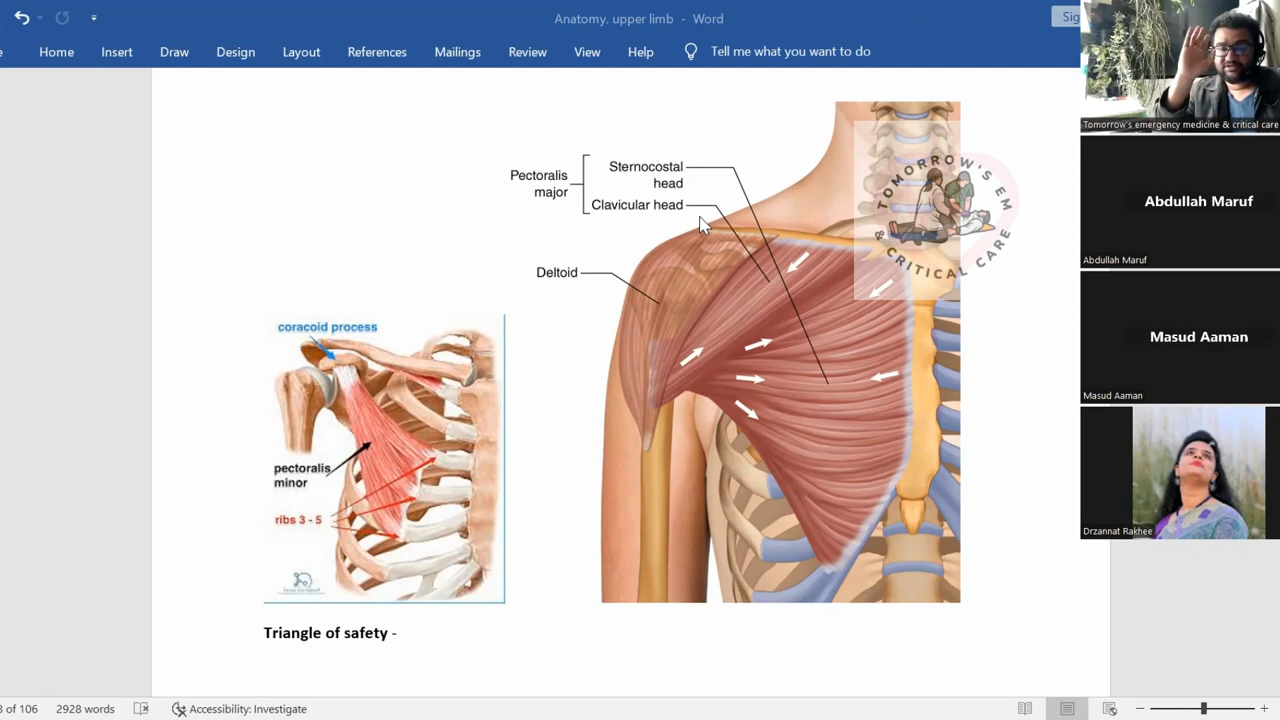 Anatomy. upper limb - Word
Sig
Home Insert Draw Design Layout References Mailings Review View Help Tell me what you want to do
Tomorrow's emergency medicine & critical care
Abdullah Maruf
Abdullah Maruf
Masud Aaman
Masud Aaman
Drzannat Rakhee
Pectoralis
major
Sternocostal
head
Clavicular head
Deltoid
TOMORROW'S EM
& CRITICAL CARE
coracoid process
pectoralis
minor
ribs 3 - 5
Triangle of safety -
of 106 2928 words Accessibility: Investigate